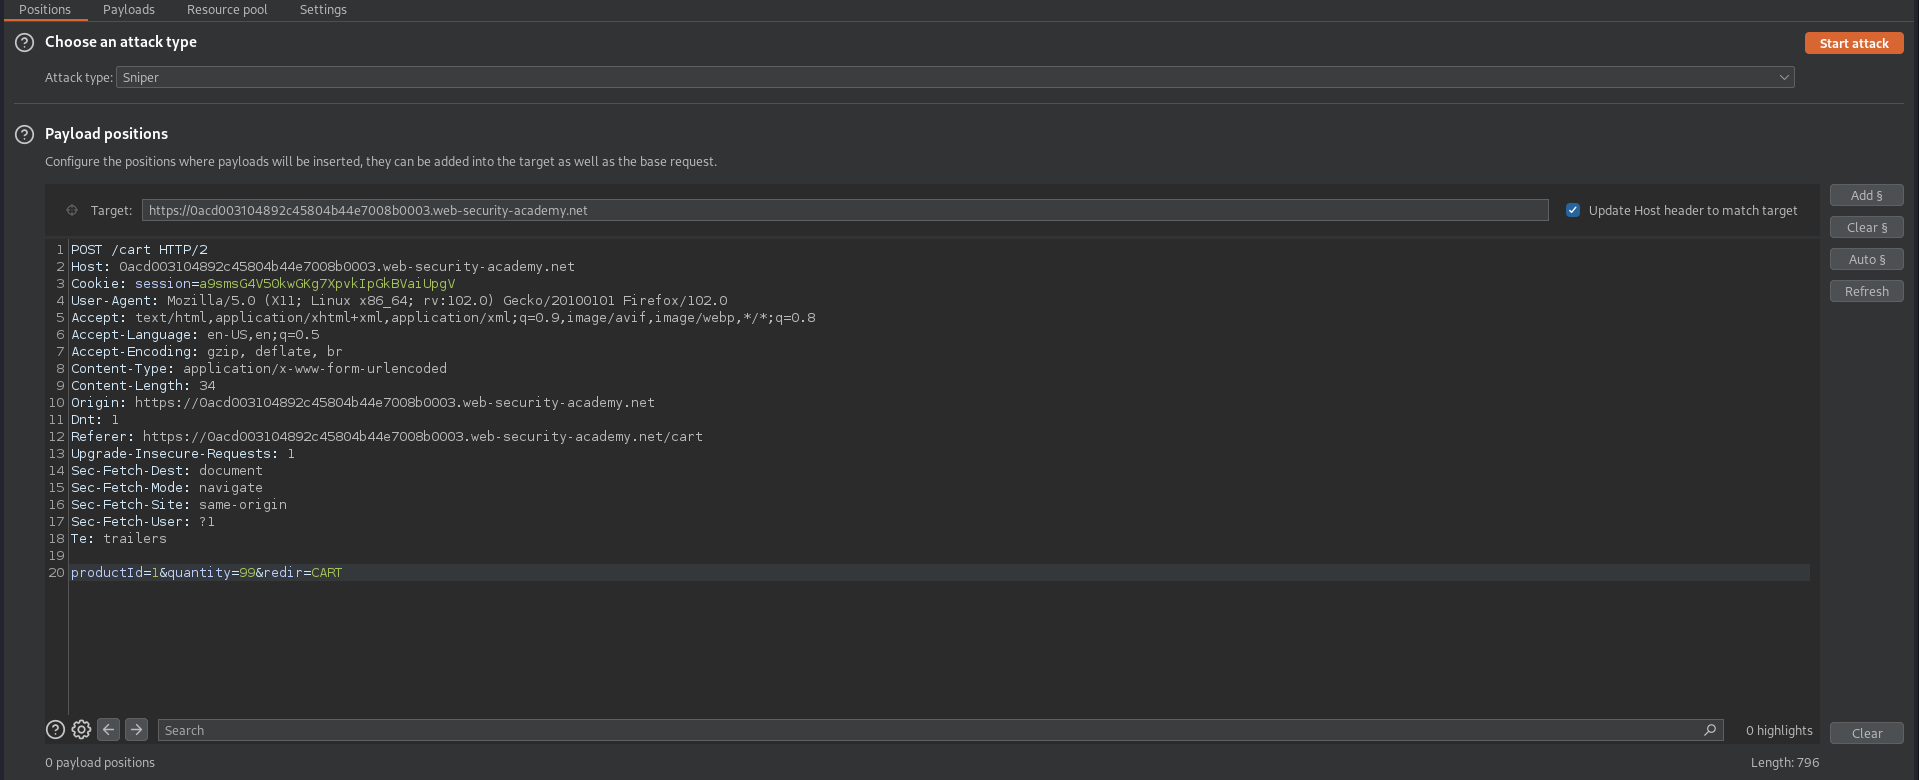 Positions Payloads Resource pool Settings
Choose an attack type
Start attack
Attack type: Sniper
Payload positions
Configure the positions where payloads will be inserted, they can be added into the target as well as the base request.
Target: https://0acd003104892c45804b44e7008b0003.web-security-academy.net
Update Host header to match target
Add §
Clear §
Auto §
Refresh
1 POST /cart HTTP/2
2 Host: 0acd003104892c45804b44e7008b0003.web-security-academy.net
3 Cookie: session=a9smsG4V50kwGKg7XpvkIpGkBVaiUpgV
4 User-Agent: Mozilla/5.0 (X11; Linux x86_64; rv:102.0) Gecko/20100101 Firefox/102.0
5 Accept: text/html,application/xhtml+xml,application/xml;q=0.9,image/avif,image/webp,*/*;q=0.8
6 Accept-Language: en-US,en;q=0.5
7 Accept-Encoding: gzip, deflate, br
8 Content-Type: application/x-www-form-urlencoded
9 Content-Length: 34
10 Origin: https://0acd003104892c45804b44e7008b0003.web-security-academy.net
11 Dnt: 1
12 Referer: https://0acd003104892c45804b44e7008b0003.web-security-academy.net/cart
13 Upgrade-Insecure-Requests: 1
14 Sec-Fetch-Dest: document
15 Sec-Fetch-Mode: navigate
16 Sec-Fetch-Site: same-origin
17 Sec-Fetch-User: ?1
18 Te: trailers
19
20 productId=1&quantity=99&redir=CART
Search
0 highlights
Clear
0 payload positions
Length: 796